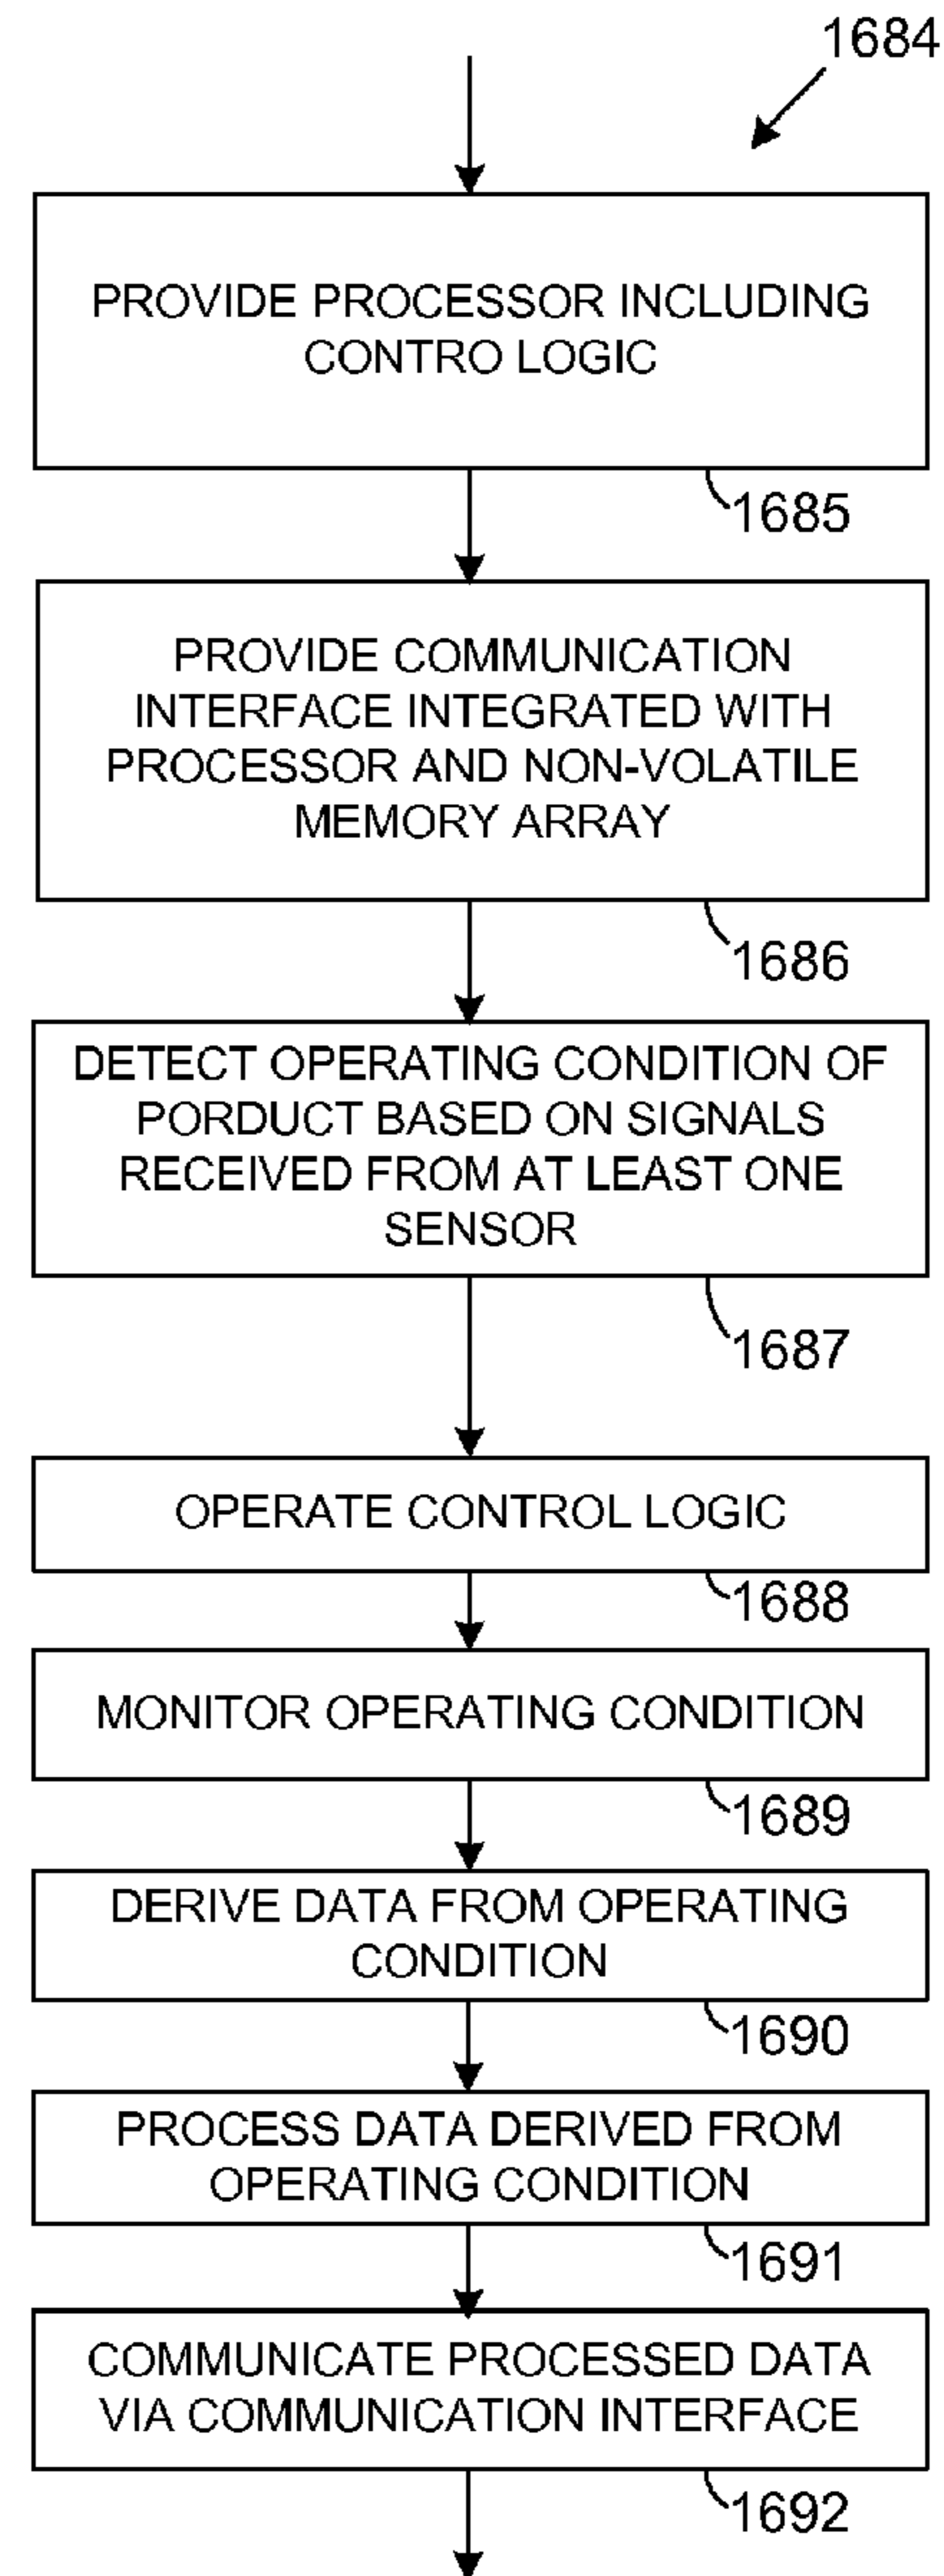 1684
PROVIDE PROCESSOR INCLUDING
CONTRO LOGIC
1685
PROVIDE COMMUNICATION
INTERFACE INTEGRATED WITH
PROCESSOR AND NON-VOLATILE
MEMORY ARRAY
1686
DETECT OPERATING CONDITION OF
PORDUCT BASED ON SIGNALS
RECEIVED FROM AT LEAST ONE
SENSOR
1687
OPERATE CONTROL LOGIC
1688
MONITOR OPERATING CONDITION
1689
DERIVE DATA FROM OPERATING
CONDITION
1690
PROCESS DATA DERIVED FROM
OPERATING CONDITION
1691
COMMUNICATE PROCESSED DATA
VIA COMMUNICATION INTERFACE
1692